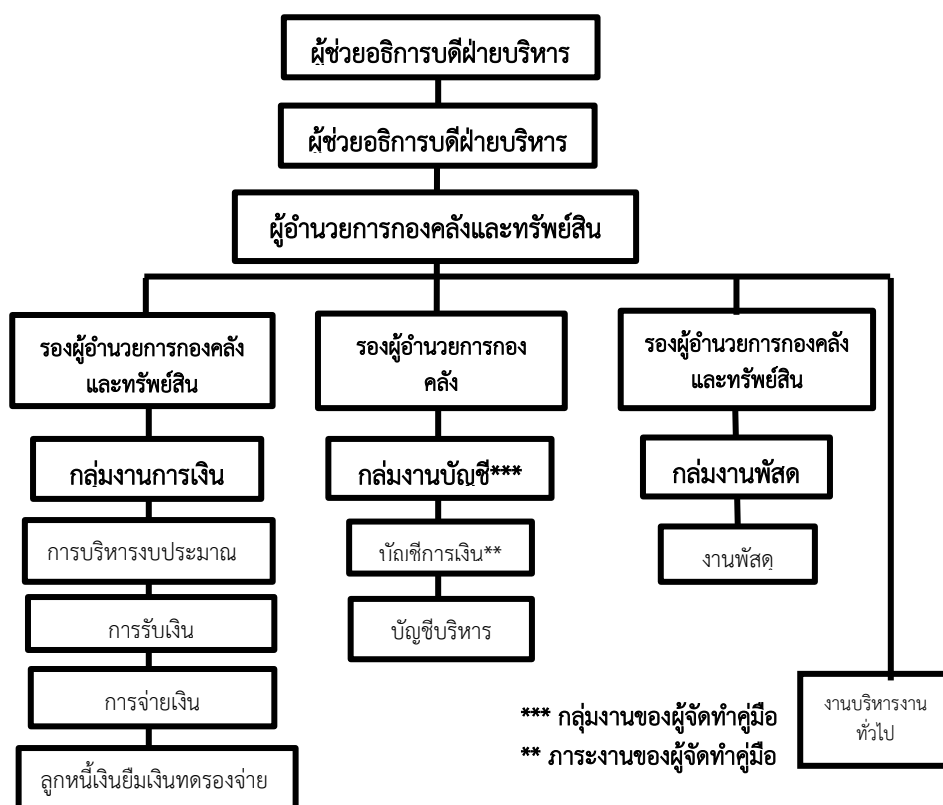 ผู้ช่วยอธิการบดีฝ่ายบริหาร
ผู้ช่วยอธิการบดีฝ่ายบริหาร
ผู้อำนวยการกองคลังและทรัพย์สิน
รองผู้อำนวยการกองคลัง
และทรัพย์สิน
กลุ่มงานการเงิน
การบริหารงบประมาณ
การรับเงิน
การจ่ายเงิน
ลูกหนี้เงินยืมเงินทดรองจ่าย
รองผู้อำนวยการกอง
คลัง
กลุ่มงานบัญชี***
บัญชีการเงิน**
บัญชีบริหาร
รองผู้อำนวยการกองคลัง
และทรัพย์สิน
กลุ่มงานพัสด
งานพัสดุ
งานบริหารงาน
ทั่วไป
*** กลุ่มงานของผู้จัดทำคู่มือ
** ภาระงานของผู้จัดทำคู่มือ